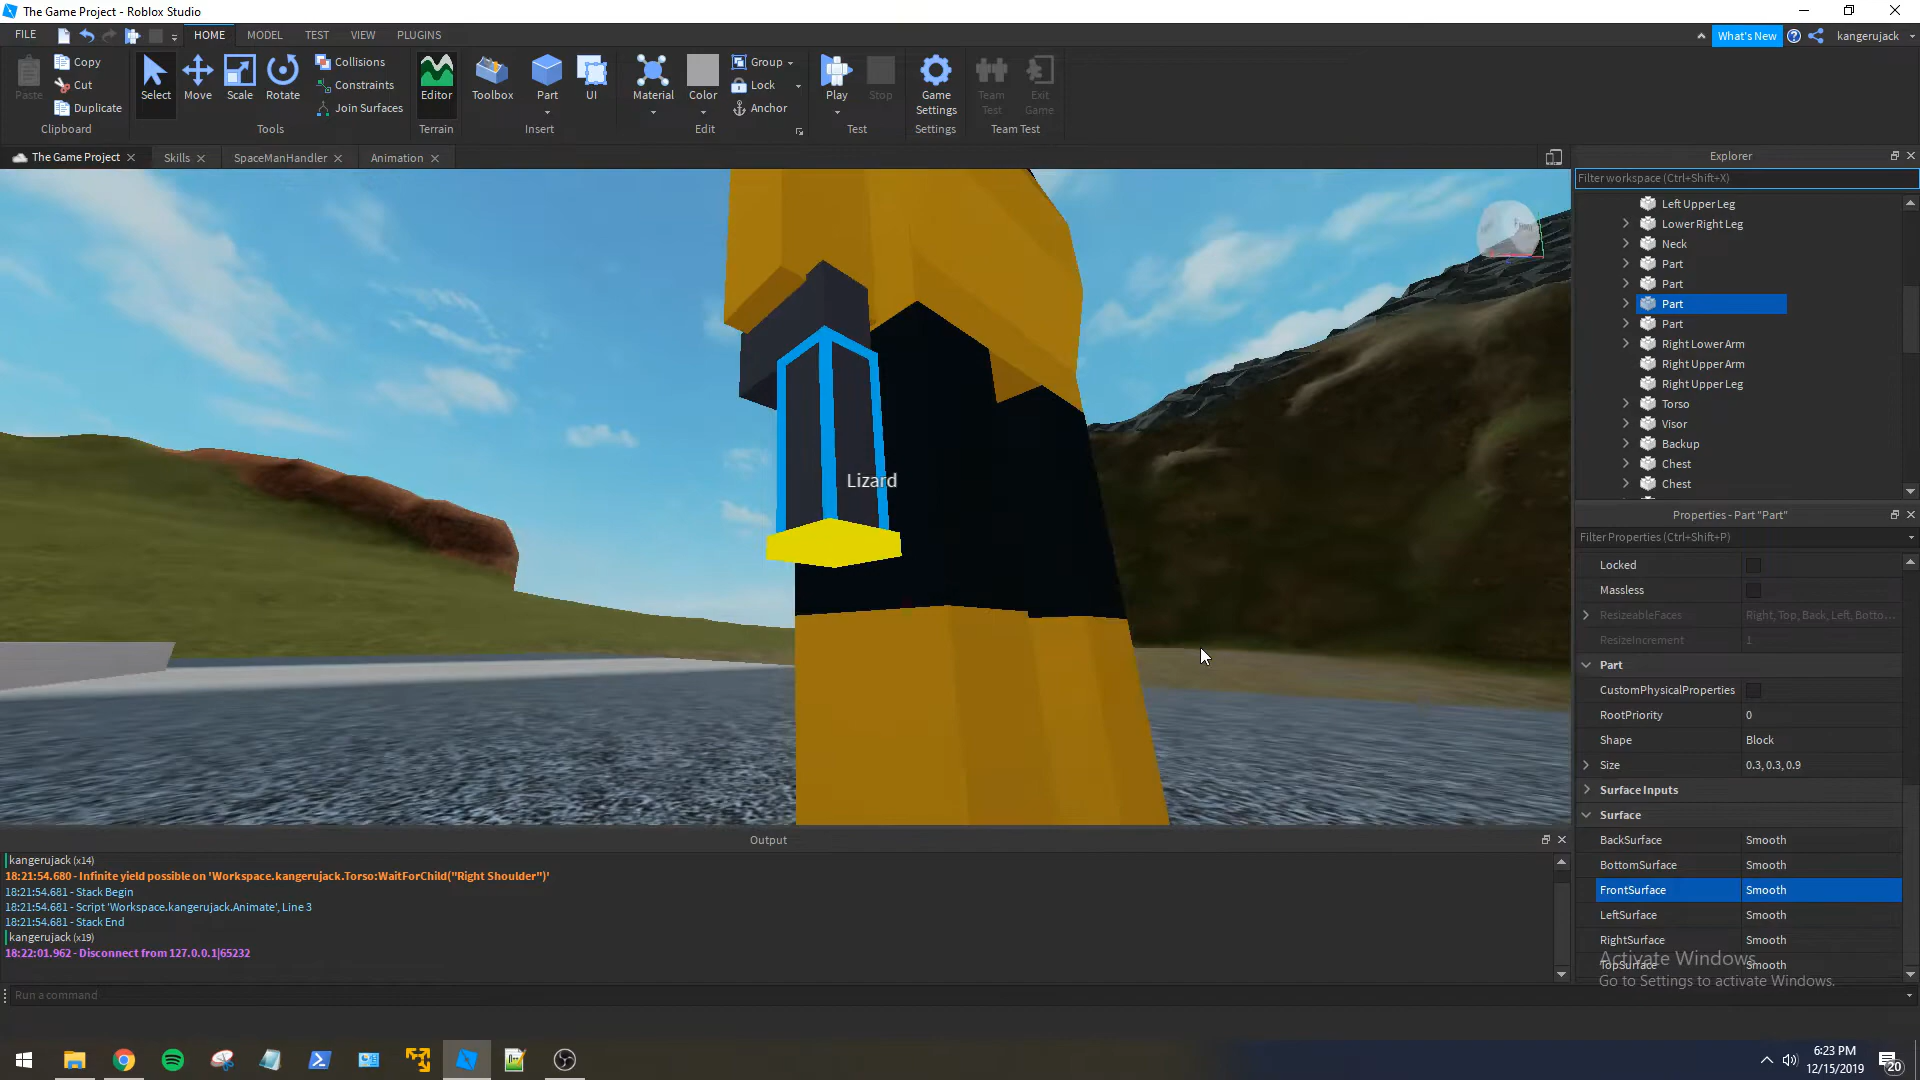 The Game Project - Roblox Studio
FILE
HOME
MODEL
TEST
VIEW
PLUGINS
What's New
kangerujack
Paste
Copy
Cut
Duplicate
Clipboard
Select
Move
Scale
Rotate
Collisions
Constraints
Join Surfaces
Tools
Editor
Terrain
Toolbox
Part
UI
Insert
Material
Color
Group
Lock
Anchor
Edit
Play
Stop
Test
Game
Settings
Settings
Team
Test
Exit
Game
Team Test
The Game Project
Skills
SpaceManHandler
Animation
Lizard
Explorer
Filter workspace (Ctrl+Shift+X)
Left Upper Leg
Lower Right Leg
Neck
Part
Part
Part
Part
Right Lower Arm
Right Upper Arm
Right Upper Leg
Torso
Visor
Backup
Chest
Chest
Properties - Part "Part"
Filter Properties (Ctrl+Shift+P)
Locked
Massless
ResizeableFaces Right, Top, Back, Left, Botto...
ResizeIncrement 1
Part
CustomPhysicalProperties
RootPriority 0
Shape Block
Size 0.3, 0.3, 0.9
Surface Inputs
Surface
BackSurface Smooth
BottomSurface Smooth
FrontSurface Smooth
LeftSurface Smooth
RightSurface Smooth
TopSurface Smooth
Activate Windows
Go to Settings to activate Windows.
Output
kangerujack (x14)
18:21:54.680 - Infinite yield possible on 'Workspace.kangerujack.Torso:WaitForChild("Right Shoulder")'
18:21:54.681 - Stack Begin
18:21:54.681 - Script 'Workspace.kangerujack.Animate', Line 3
18:21:54.681 - Stack End
kangerujack (x19)
18:22:01.962 - Disconnect from 127.0.0.1|65232
Run a command
6:23 PM
12/15/2019
20